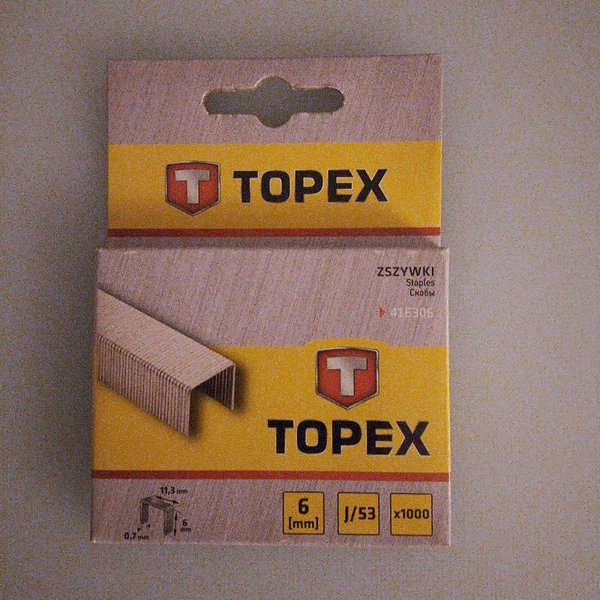 T TOPEX
ZSZYWKI
Staples
Скобы
41E306
T
TOPEX
11,3 mm
6
mm
0,7 mm
6
[mm]
J/53
x1000